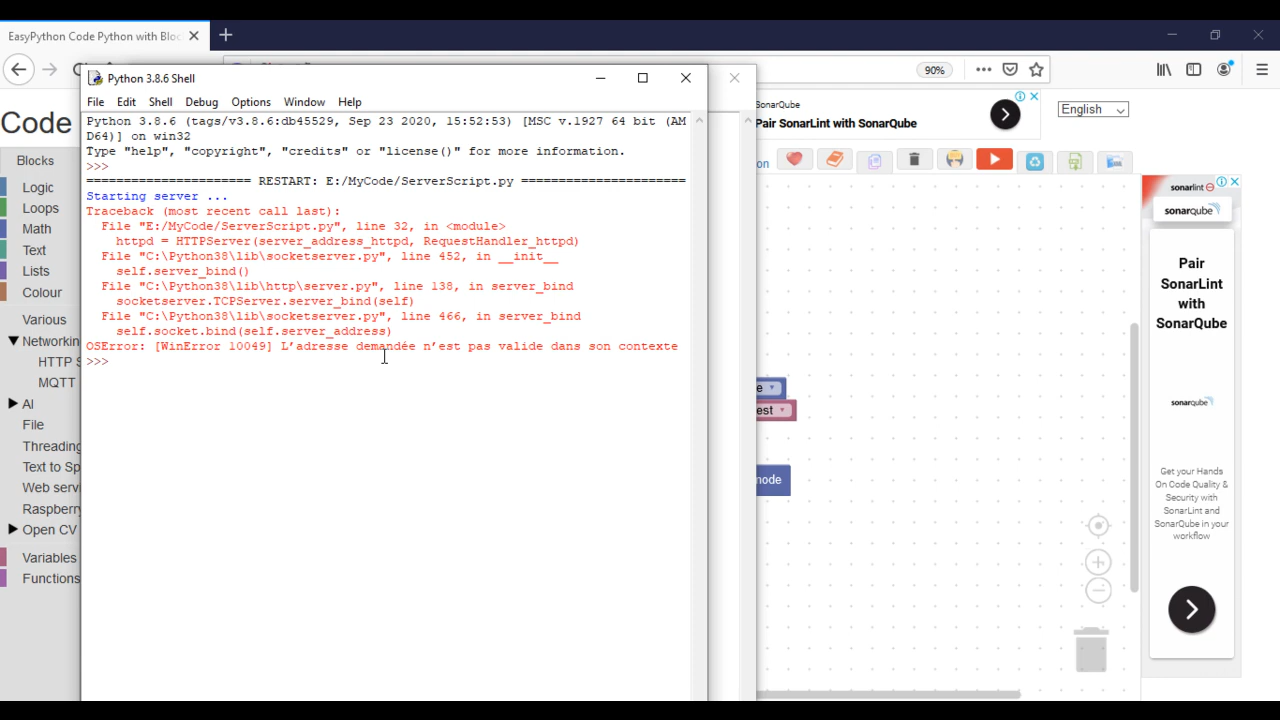 EasyPython Code Python with Bloc
90%
Python 3.8.6 Shell
File Edit Shell Debug Options Window Help
Python 3.8.6 (tags/v3.8.6:db45529, Sep 23 2020, 15:52:53) [MSC v.1927 64 bit (AM
D64)] on win32
Type "help", "copyright", "credits" or "license()" for more information.
>>>
====================== RESTART: E:/MyCode/ServerScript.py ======================
Starting server ...
Traceback (most recent call last):
File "E:/MyCode/ServerScript.py", line 32, in <module>
httpd = HTTPServer(server_address_httpd, RequestHandler_httpd)
File "C:\Python38\lib\socketserver.py", line 452, in __init__
self.server_bind()
File "C:\Python38\lib\http\server.py", line 138, in server_bind
socketserver.TCPServer.server_bind(self)
File "C:\Python38\lib\socketserver.py", line 466, in server_bind
self.socket.bind(self.server_address)
OSError: [WinError 10049] L’adresse demandée n’est pas valide dans son contexte
>>>
Code
Blocks
Logic
Loops
Math
Text
Lists
Colour
Various
Networking
HTTP S
MQTT
AI
File
Threading
Text to Sp
Web servi
Raspberry
Open CV
Variables
Functions
SonarQube
Pair SonarLint with SonarQube
English
on
e
est
node
sonarlint
sonarqube
Pair
SonarLint
with
SonarQube
sonarqube
Get your Hands
On Code Quality &
Security with
SonarLint and
SonarQube in your
workflow